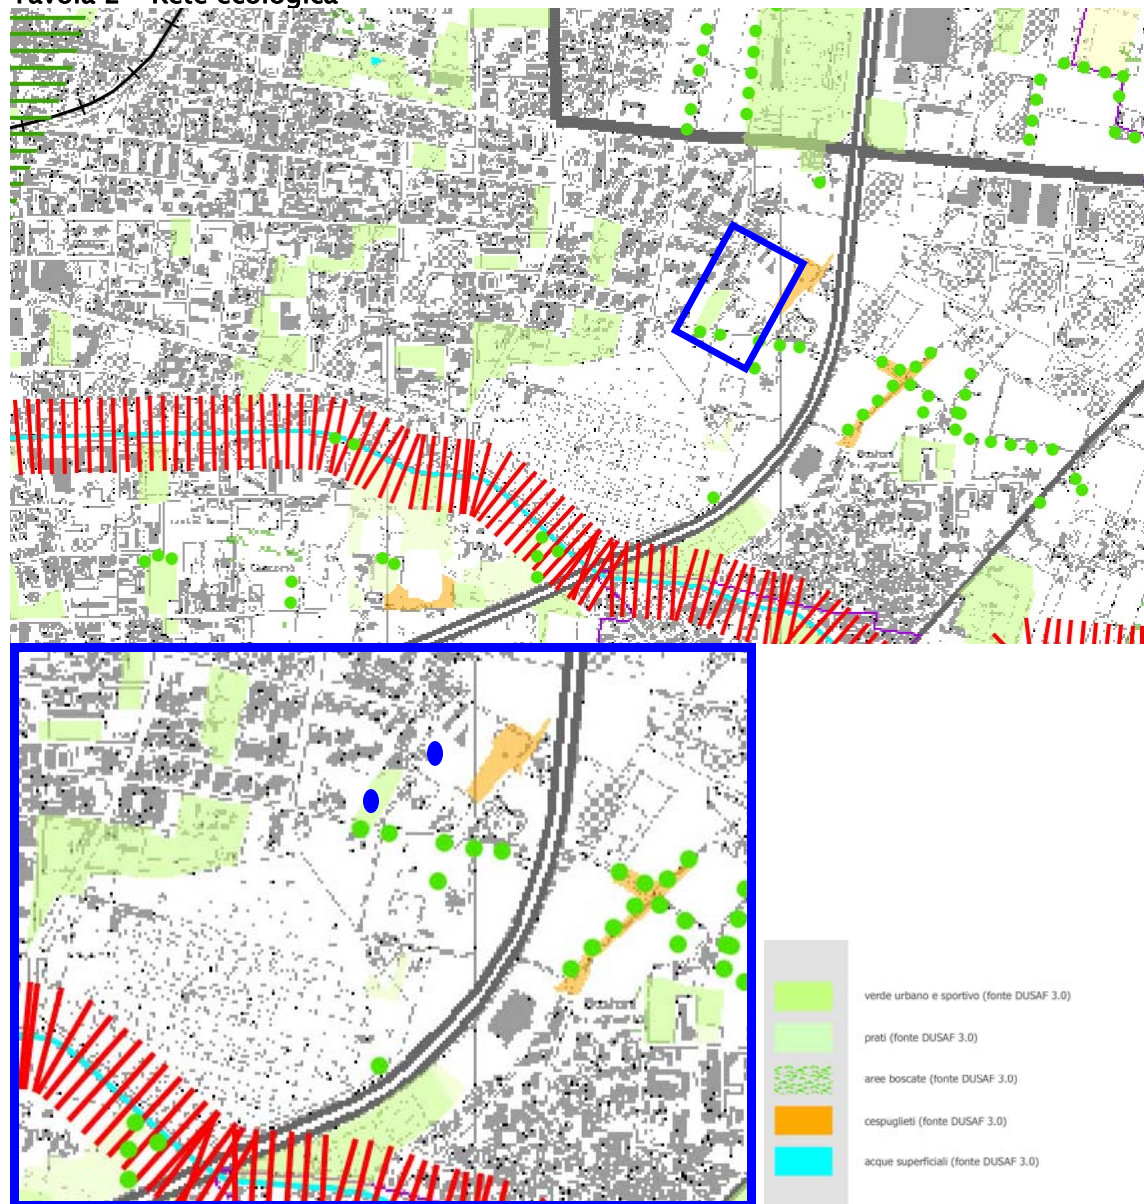 Tavola 2 – Rete ecologica
verde urbano e sportivo (fonte DUSAF 3.0)
prati (fonte DUSAF 3.0)
aree boscate (fonte DUSAF 3.0)
cespuglieti (fonte DUSAF 3.0)
acque superficiali (fonte DUSAF 3.0)